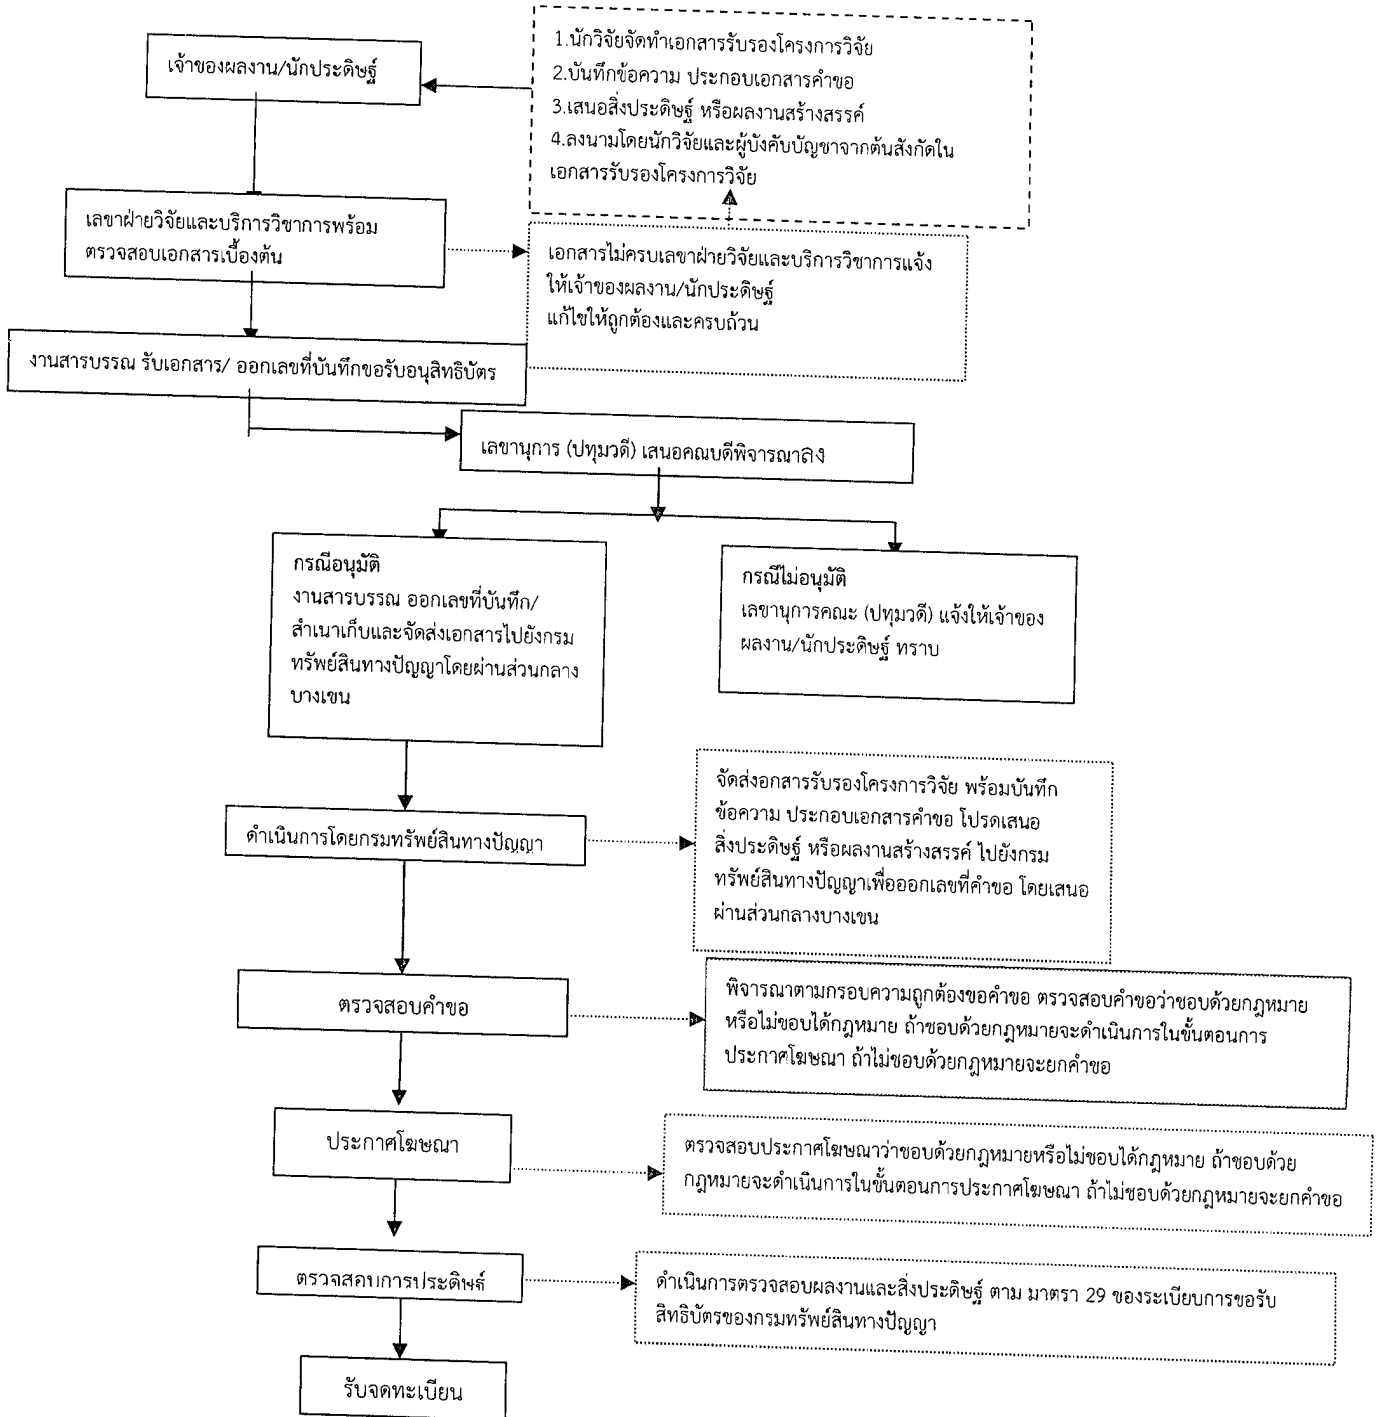 เจ้าของผลงาน/นักประดิษฐ์
1.นักวิจัยจัดทำเอกสารรับรองโครงการวิจัย
2.บันทึกข้อความ ประกอบเอกสารคำขอ
3.เสนอสิ่งประดิษฐ์ หรือผลงานสร้างสรรค์
4.ลงนามโดยนักวิจัยและผู้บังคับบัญชาจากต้นสังกัดใน
เอกสารรับรองโครงการวิจัย
เลขาฝ่ายวิจัยและบริการวิชาการพร้อม
ตรวจสอบเอกสารเบื้องต้น
เอกสารไม่ครบเลขาฝ่ายวิจัยและบริการวิชาการแจ้ง
ให้เจ้าของผลงาน/นักประดิษฐ์
แก้ไขให้ถูกต้องและครบถ้วน
งานสารบรรณ รับเอกสาร/ ออกเลขที่บันทึกขอรับอนุสิทธิบัตร
เลขานุการ (ปทุมวดี) เสนอคณบดีพิจารณาลง
กรณีอนุมัติ
งานสารบรรณ ออกเลขที่บันทึก/
สำเนาเก็บและจัดส่งเอกสารไปยังกรม
ทรัพย์สินทางปัญญาโดยผ่านส่วนกลาง
บางเขน
กรณีไม่อนุมัติ
เลขานุการคณะ (ปทุมวดี) แจ้งให้เจ้าของ
ผลงาน/นักประดิษฐ์ ทราบ
ดำเนินการโดยกรมทรัพย์สินทางปัญญา
จัดส่งอกสารรับรองโครงการวิจัย พร้อมบันทึก
ข้อความ ประกอบเอกสารคำขอ โปรดเสนอ
สิ่งประดิษฐ์ หรือผลงานสร้างสรรค์ ไปยังกรม
ทรัพย์สินทางปัญญาเพื่อออกเลขที่คำขอ โดยเสนอ
ผ่านส่วนกลางบางเขน
ตรวจสอบคำขอ
พิจารณาตามกรอบความถูกต้องขอคำขอ ตรวจสอบคำขอว่าชอบด้วยกฎหมาย
หรือไม่ชอบได้กฎหมาย ถ้าชอบด้วยกฎหมายจะดำเนินการในขั้นตอนการ
ประกาศโฆษณา ถ้าไม่ชอบด้วยกฎหมายจะยกคำขอ
ประกาศโฆษณา
ตรวจสอบประกาศโฆษณาว่าชอบด้วยกฎหมายหรือไม่ชอบได้กฎหมาย ถ้าชอบด้วย
กฎหมายจะดำเนินการในขั้นตอนการประกาศโฆษณา ถ้าไม่ชอบด้วยกฎหมายจะยกคำขอ
ตรวจสอบการประดิษฐ์
ดำเนินการตรวจสอบผลงานและสิ่งประดิษฐ์ ตาม มาตรา 29 ของระเบียบการขอรับ
สิทธิบัตรของกรมทรัพย์สินทางปัญญา
รับจดทะเบียน